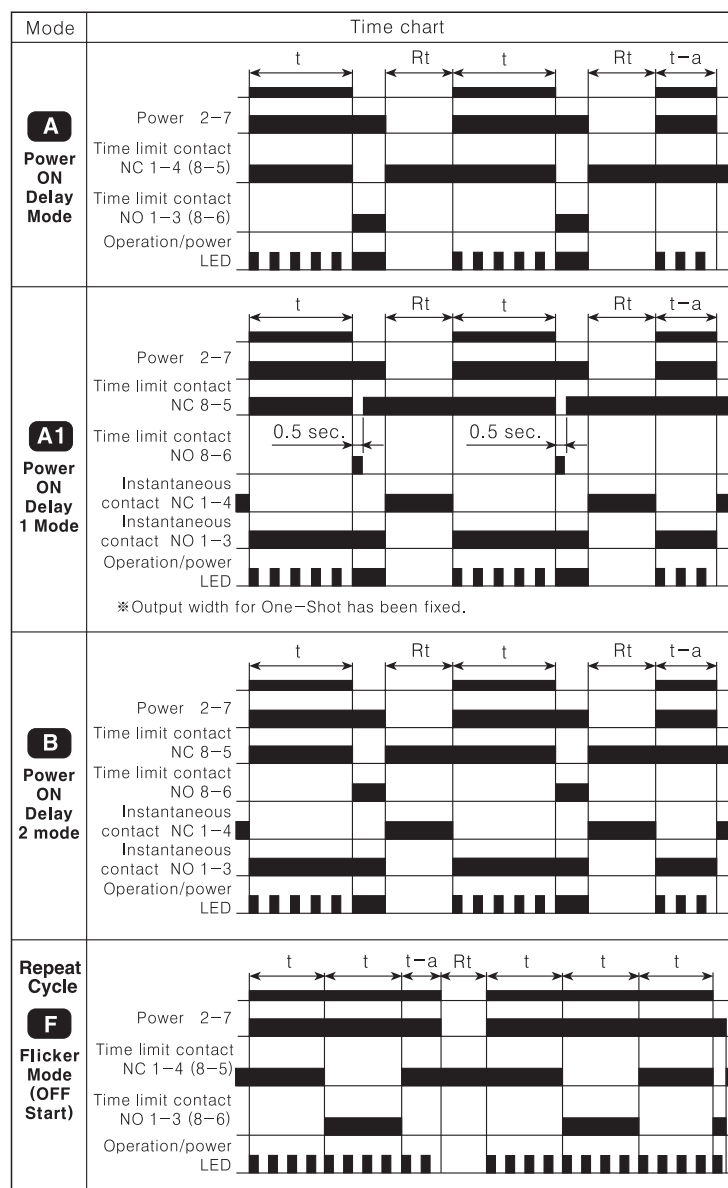 Mode Time chart
t Rt t Rt t-a
A
Power
ON
Delay
Mode
Power 2-7
Time limit contact
NC 1-4 (8-5)
Time limit contact
NO 1-3 (8-6)
Operation/power
LED
t Rt t Rt t-a
A1
Power
ON
Delay
1 Mode
Power 2-7
Time limit contact
NC 8-5
Time limit contact
NO 8-6
0.5 sec. 0.5 sec.
Instantaneous
contact NC 1-4
Instantaneous
contact NO 1-3
Operation/power
LED
※Output width for One-Shot has been fixed.
t Rt t Rt t-a
B
Power
ON
Delay
2 mode
Power 2-7
Time limit contact
NC 8-5
Time limit contact
NO 8-6
Instantaneous
contact NC 1-4
Instantaneous
contact NO 1-3
Operation/power
LED
t t t-a Rt t t t
Repeat
Cycle
F
Flicker
Mode
(OFF
Start)
Power 2-7
Time limit contact
NC 1-4 (8-5)
Time limit contact
NO 1-3 (8-6)
Operation/power
LED